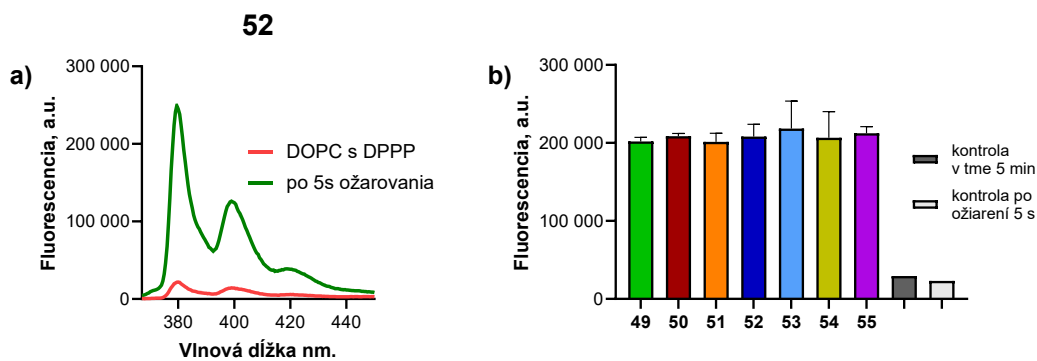 52
a)
Fluorescencia, a.u.
300 000
200 000
100 000
0
380
400
420
440
Vlnová dĺžka nm.
DOPC s DPPP
po 5s ožarovania
b)
Fluorescencia, a.u.
300 000
200 000
100 000
0
49
50
51
52
53
54
55
kontrola
v tme 5 min
kontrola po
ožiarení 5 s